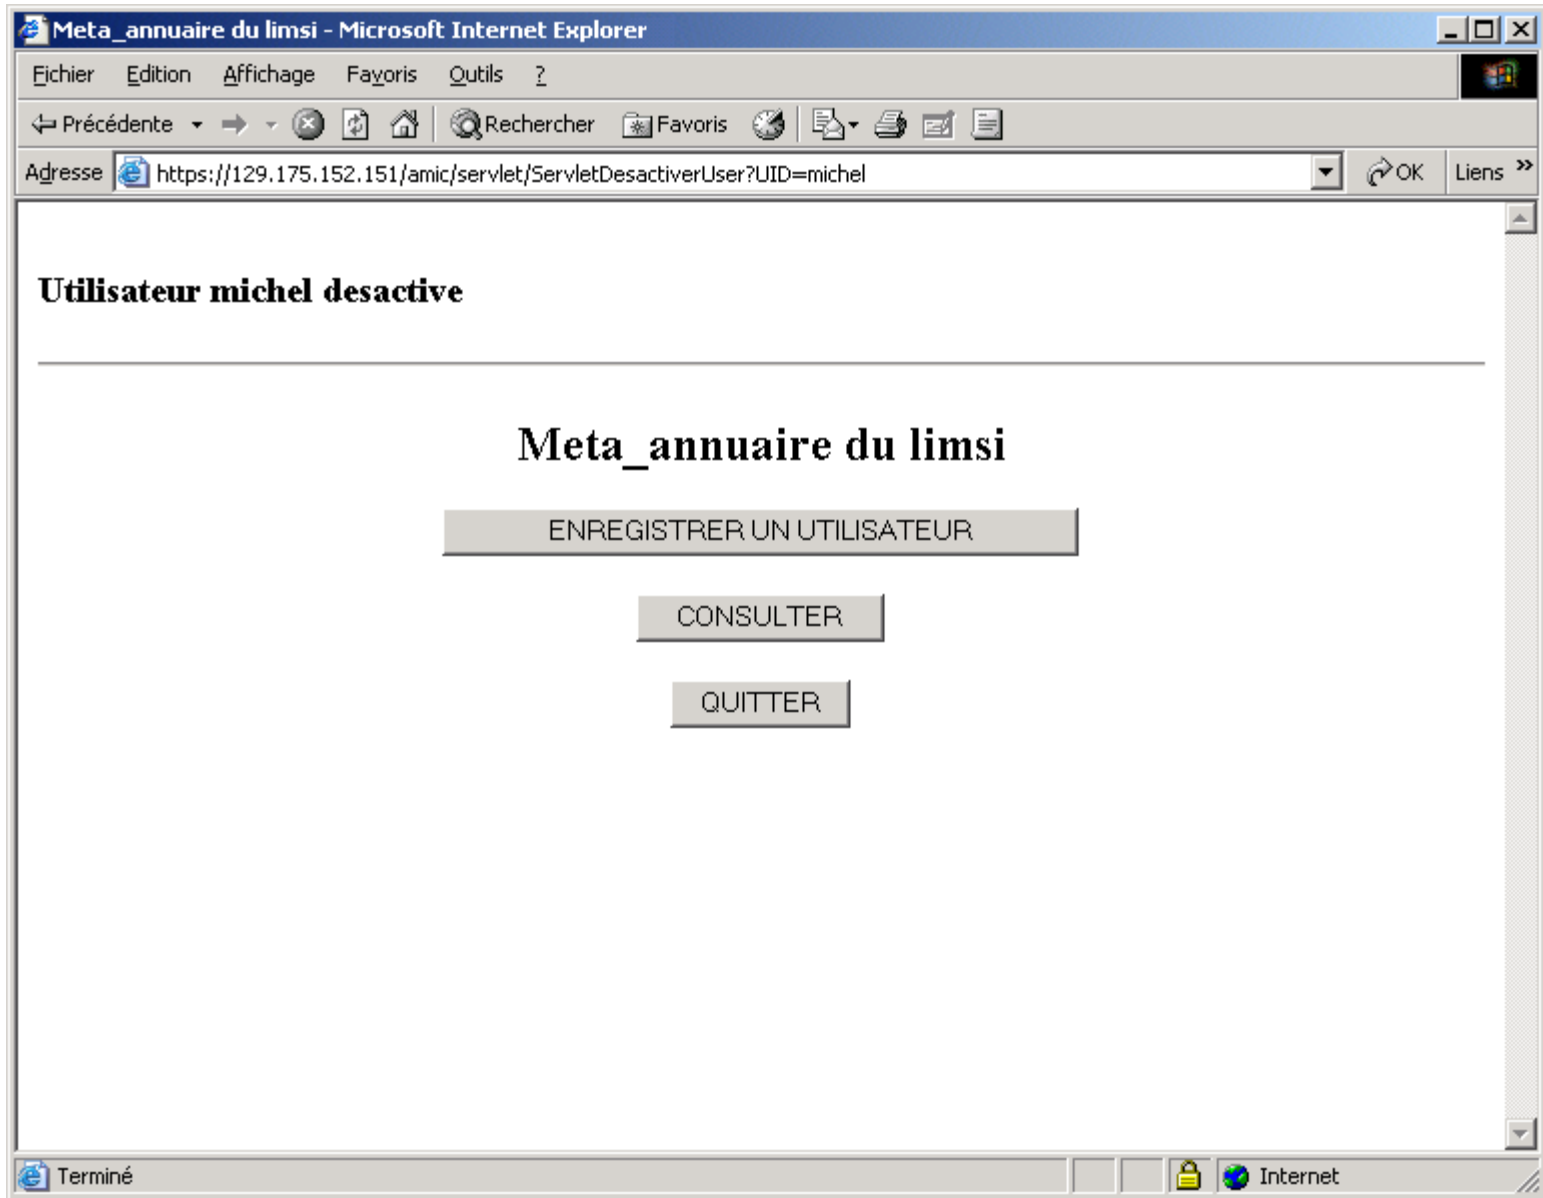 Meta_annuaire du limsi - Microsoft Internet Explorer
Fichier Edition Affichage Favoris Outils ?
Précédente Rechercher Favoris
Adresse https://129.175.152.151/amic/servlet/ServletDesactiverUser?UID=michel OK Liens »
Utilisateur michel desactive
Meta_annuaire du limsi
ENREGISTRER UN UTILISATEUR
CONSULTER
QUITTER
Terminé Internet